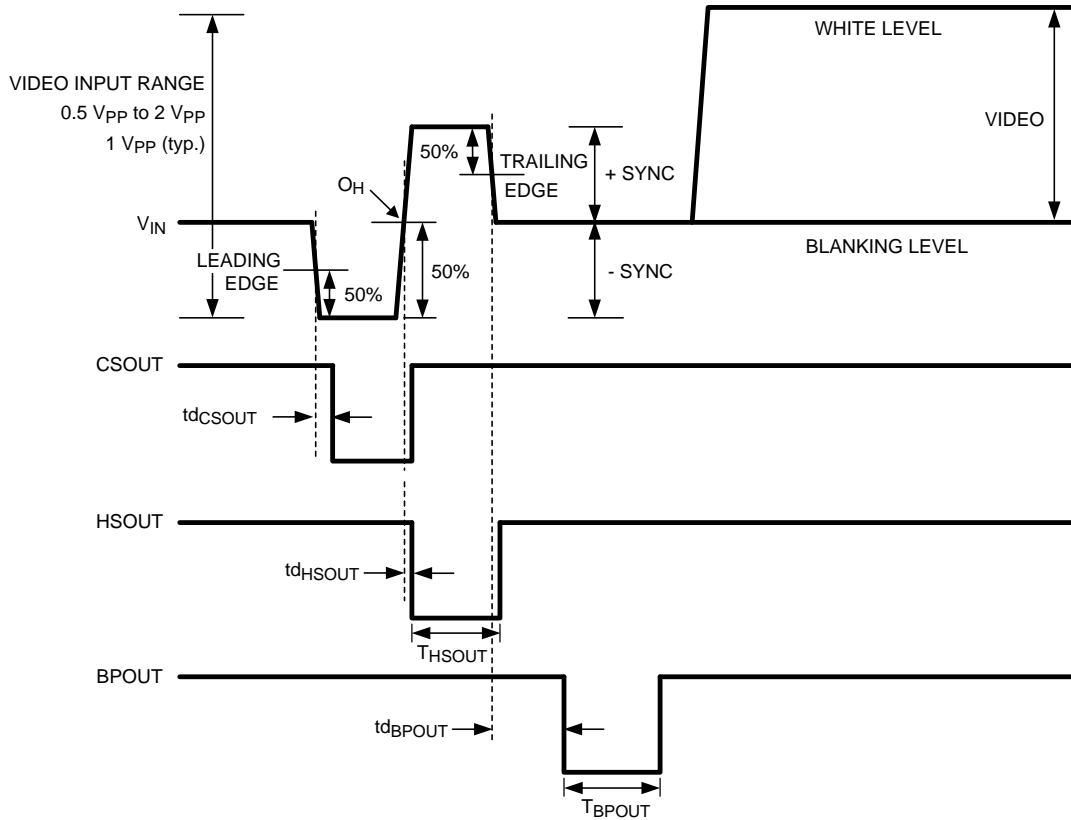 WHITE LEVEL
VIDEO INPUT RANGE
0.5 VPP to 2 VPP
1 VPP (typ.)
VIDEO
50%
TRAILING
EDGE
+ SYNC
OH
VIN
BLANKING LEVEL
LEADING
EDGE
50%
50%
- SYNC
CSOUT
tdCSOUT
HSOUT
tdHSOUT
THSOUT
BPOUT
tdBPOUT
TBPOUT